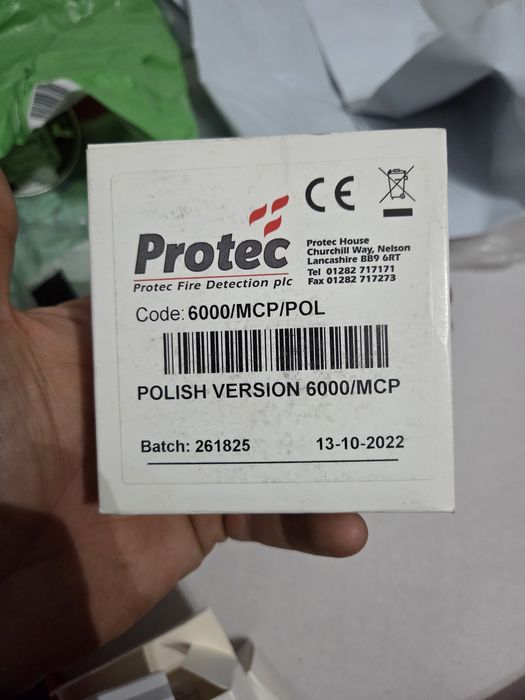 Protec
Protec Fire Detection plc
CE
Protec House
Churchill Way, Nelson
Lancashire BB9 6RT
Tel 01282 717171
Fax 01282 717273
Code: 6000/MCP/POL
POLISH VERSION 6000/MCP
Batch: 261825 13-10-2022